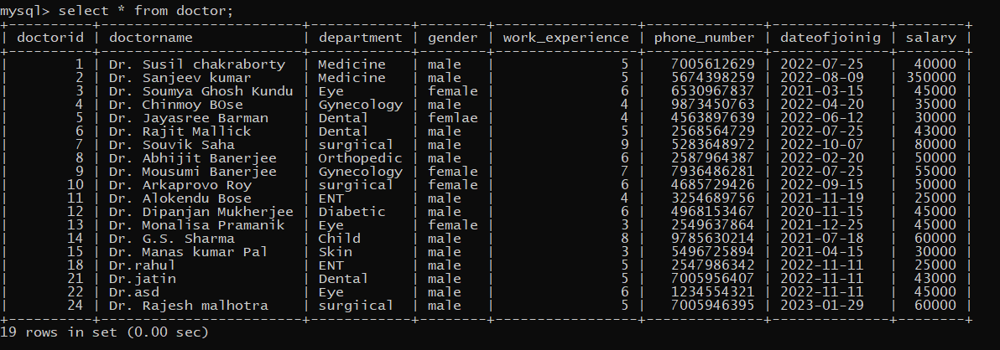 mysql> select * from doctor;
+----------+------------------------+------------+--------+-----------------+--------------+--------------+--------+
| doctorid | doctorname             | department | gender | work_experience | phone_number | dateofjoinig | salary |
+----------+------------------------+------------+--------+-----------------+--------------+--------------+--------+
|        1 | Dr. Susil chakraborty  | Medicine   | male   |               5 |   7005612629 | 2022-07-25   |  40000 |
|        2 | Dr. Sanjeev kumar      | Medicine   | male   |               5 |   5674398259 | 2022-08-09   | 350000 |
|        3 | Dr. Soumya Ghosh Kundu | Eye        | female |               6 |   6530967837 | 2021-03-15   |  45000 |
|        4 | Dr. Chinmoy BOse       | Gynecology | male   |               4 |   9873450763 | 2022-04-20   |  35000 |
|        5 | Dr. Jayasree Barman    | Dental     | femlae |               4 |   4563897639 | 2022-06-12   |  30000 |
|        6 | Dr. Rajit Mallick      | Dental     | male   |               5 |   2568564729 | 2022-07-25   |  43000 |
|        7 | Dr. Souvik Saha        | surgiical  | male   |               9 |   5283648972 | 2022-10-07   |  80000 |
|        8 | Dr. Abhijit Banerjee   | Orthopedic | male   |               6 |   2587964387 | 2022-02-20   |  50000 |
|        9 | Dr. Mousumi Banerjee   | Gynecology | female |               7 |   7936486281 | 2022-07-25   |  55000 |
|       10 | Dr. Arkaprovo Roy      | surgiical  | female |               6 |   4685729426 | 2022-09-15   |  50000 |
|       11 | Dr. Alokendu Bose      | ENT        | male   |               4 |   3254689756 | 2021-11-19   |  25000 |
|       12 | Dr. Dipanjan Mukherjee | Diabetic   | male   |               6 |   4968153467 | 2020-11-15   |  45000 |
|       13 | Dr. Monalisa Pramanik  | Eye        | female |               3 |   2549637864 | 2021-12-25   |  45000 |
|       14 | Dr. G.S. Sharma        | Child      | male   |               8 |   9785630214 | 2021-07-18   |  60000 |
|       15 | Dr. Manas kumar Pal    | Skin       | male   |               3 |   5496725894 | 2021-04-15   |  30000 |
|       18 | Dr.rahul               | ENT        | male   |               5 |   2547986342 | 2022-11-11   |  25000 |
|       21 | Dr.jatin               | Dental     | male   |               5 |   7005956407 | 2022-11-11   |  43000 |
|       22 | Dr.asd                 | Eye        | male   |               6 |   1234554321 | 2022-11-11   |  45000 |
|       24 | Dr. Rajesh malhotra    | surgiical  | male   |               5 |   7005946395 | 2023-01-29   |  60000 |
+----------+------------------------+------------+--------+-----------------+--------------+--------------+--------+
19 rows in set (0.00 sec)